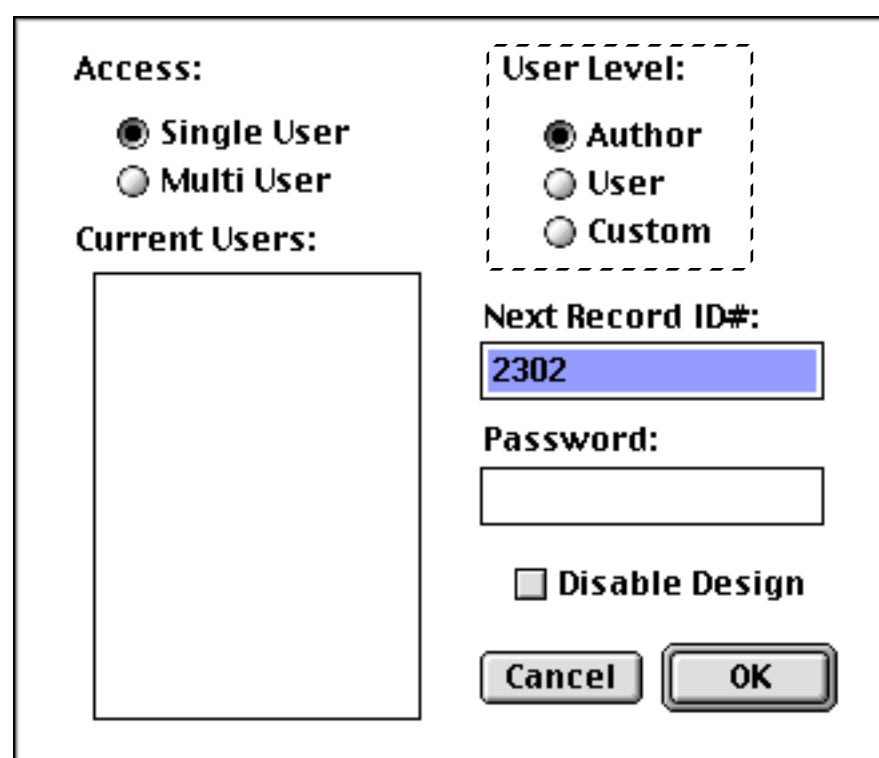 Access:
Single User
Multi User
Current Users:
User Level:
Author
User
Custom
Next Record ID#:
2302
Password:
Disable Design
Cancel
OK